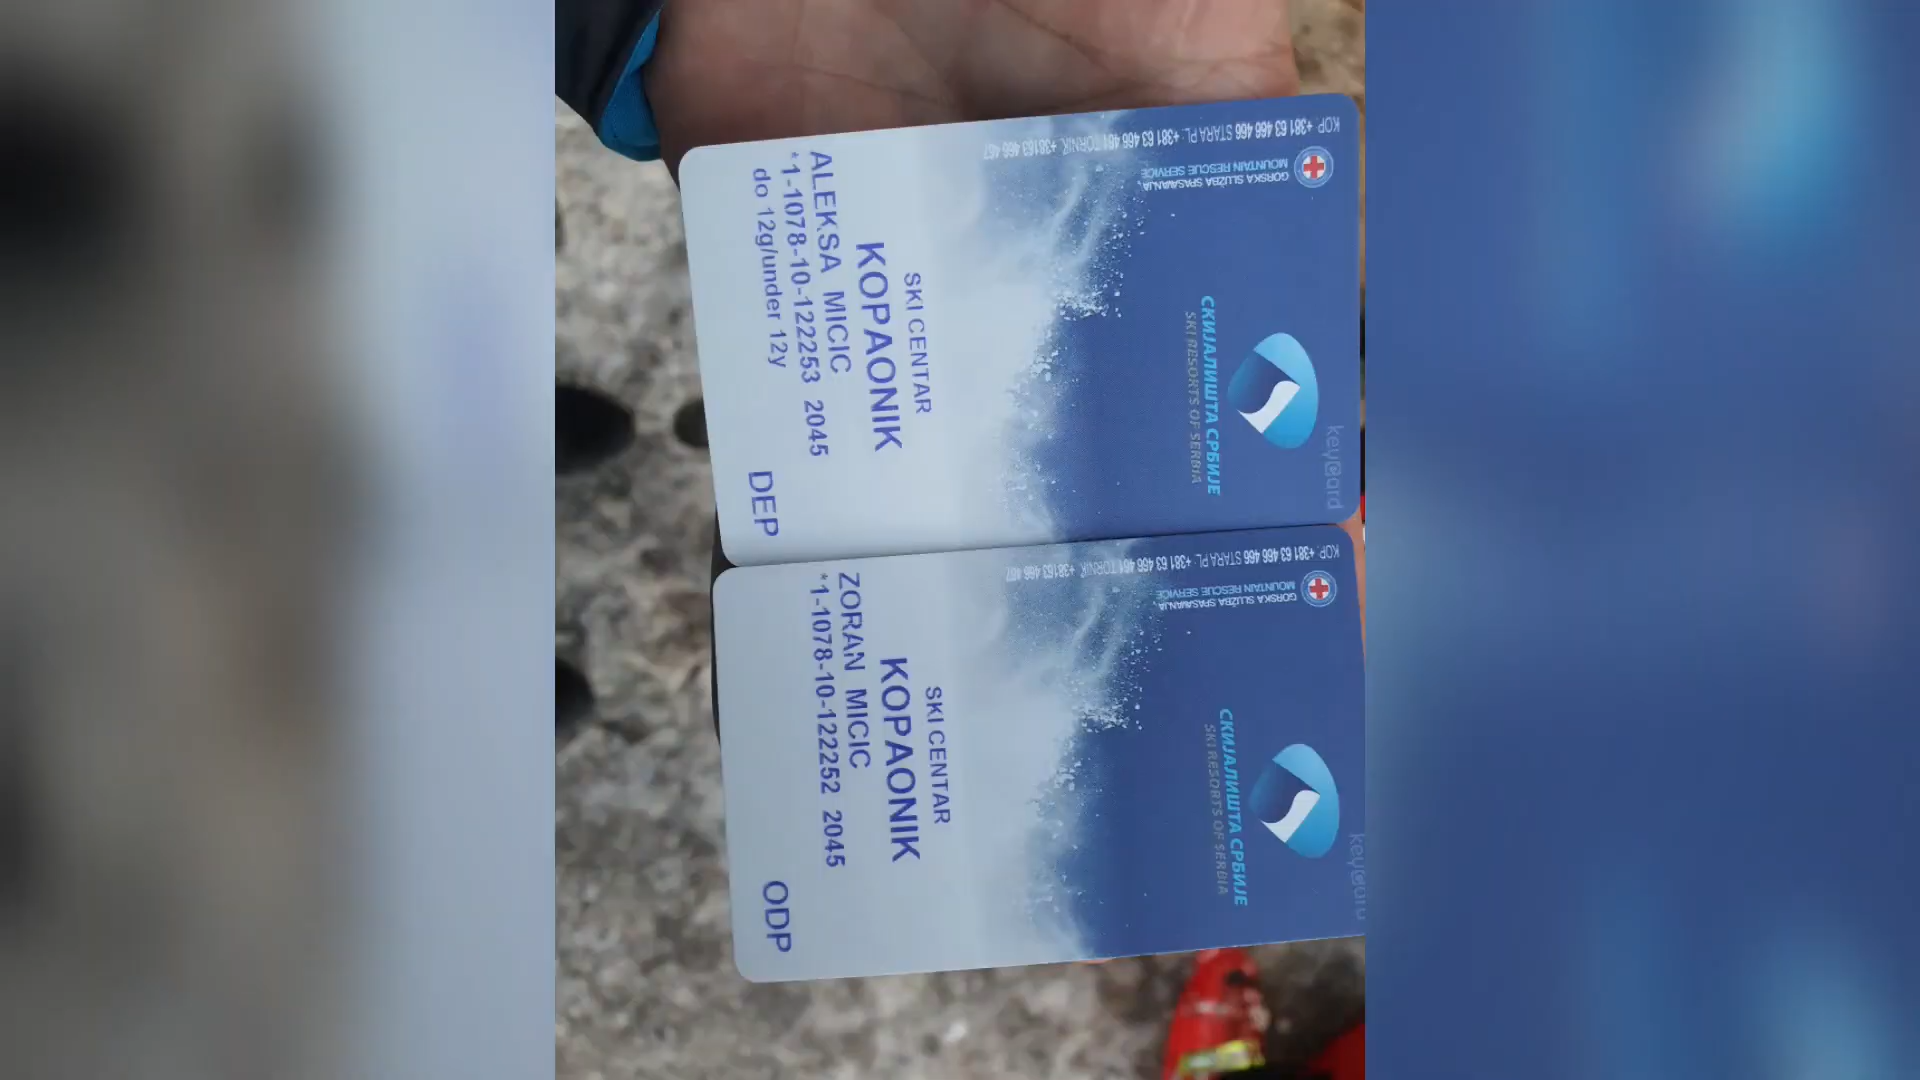 KOP: +381 63 466 466 STARA PL.: +381 63 466 461 TORNIK: +38163 466 467
GORSKA SLUŽBA SPASAVANJA
MOUNTAIN RESCUE SERVICE
СКИЈАЛИШТА СРБИЈЕ
SKI RESORTS OF SERBIA
keycard
SKI CENTAR
KOPAONIK
ALEKSA MICIC
*1-1078-10-122253 2045
do 12g/under 12y
DEP
KOP: +381 63 466 466 STARA PL.: +381 63 466 461 TORNIK: +38163 466 467
GORSKA SLUŽBA SPASAVANJA
MOUNTAIN RESCUE SERVICE
СКИЈАЛИШТА СРБИЈЕ
SKI RESORTS OF SERBIA
keycard
SKI CENTAR
KOPAONIK
ZORAN MICIC
*1-1078-10-122252 2045
ODP